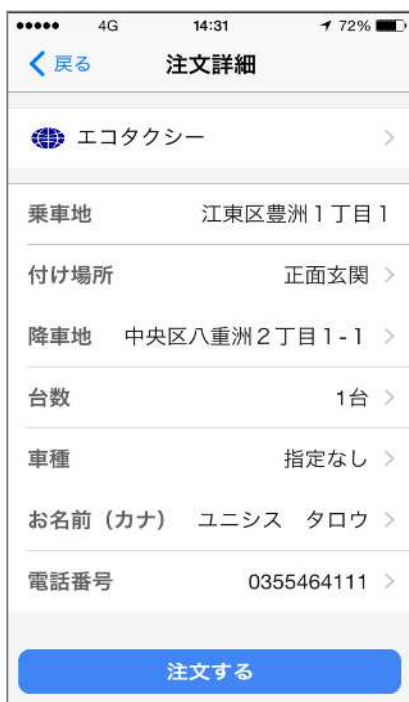 4G 14:31 72%
戻る 注文詳細
エコタクシー
乗車地 江東区豊洲1丁目1
付け場所 正面玄関
降車地 中央区八重洲2丁目1-1
台数 1台
車種 指定なし
お名前（カナ） ユニシス　タロウ
電話番号 0355464111
注文する